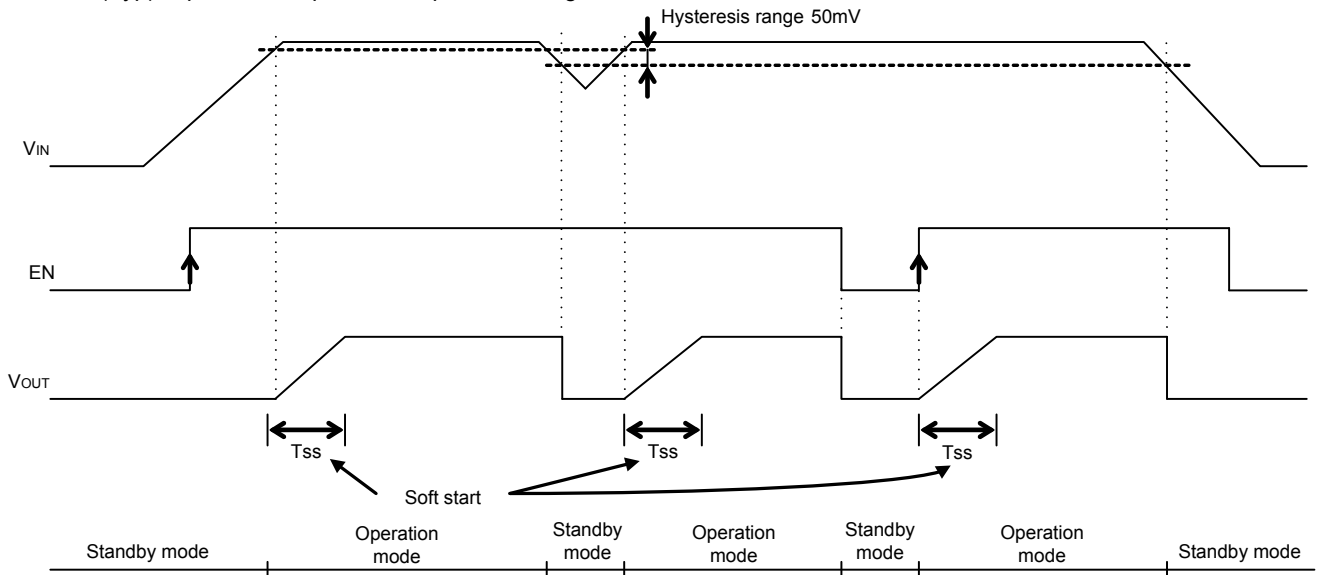 Hysteresis range 50mV
VIN
EN
VOUT
Tss
Tss
Tss
Soft start
Standby mode
Operation
mode
Standby
mode
Operation
mode
Standby
mode
Operation
mode
Standby mode